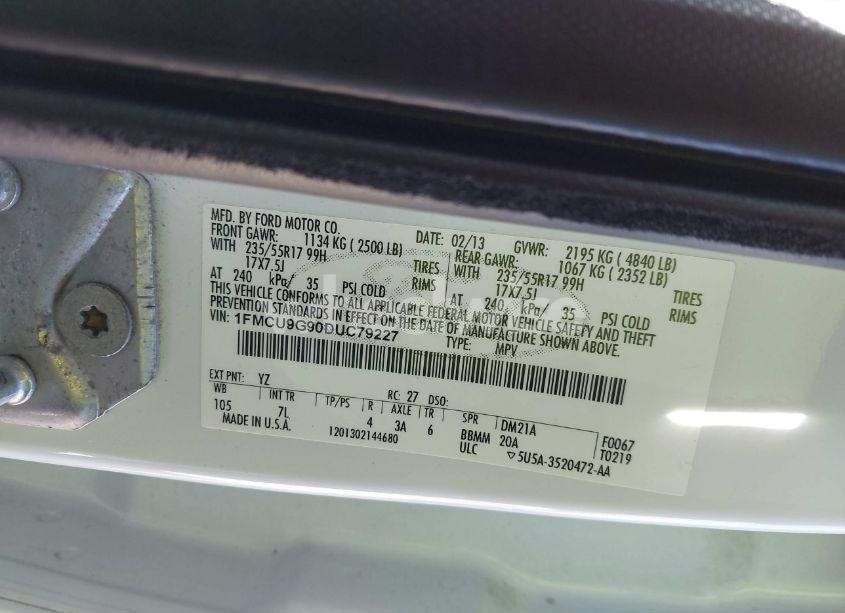 MFD. BY FORD MOTOR CO.
DATE: 02/13 GVWR: 2195 KG ( 4840 LB)
FRONT GAWR: 1134 KG ( 2500 LB) REAR GAWR: 1067 KG ( 2352 LB)
WITH 235/55R17 99H TIRES WITH 235/55R17 99H TIRES
17X7.5J RIMS 17X7.5J RIMS
AT 240 kPa/ 35 PSI COLD AT 240 kPa/ 35 PSI COLD
THIS VEHICLE CONFORMS TO ALL APPLICABLE FEDERAL MOTOR VEHICLE SAFETY AND THEFT
PREVENTION STANDARDS IN EFFECT ON THE DATE OF MANUFACTURE SHOWN ABOVE.
VIN: 1FMCU9G90DUC79227 TYPE: MPV
EXT PNT: YZ RC: 27 DSO:
WB INT TR TP/PS R AXLE TR SPR DM21A F0067
105 7L 4 3A 6 BBMM 20A T0219
MADE IN U.S.A. 1201302144680 ULC ▽5U5A-3520472-AA